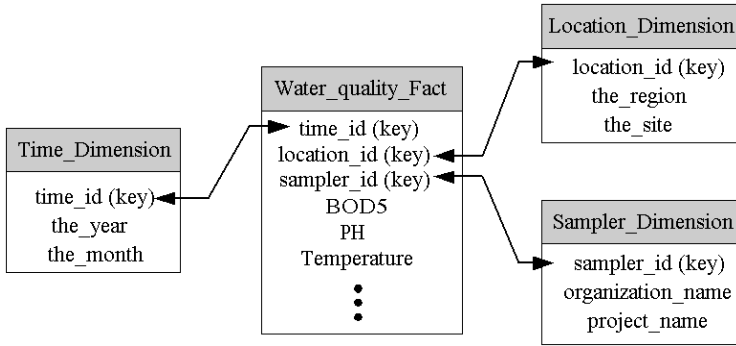 Time_Dimension
time_id (key)
the_year
the_month
Water_quality_Fact
time_id (key)
location_id (key)
sampler_id (key)
BOD5
PH
Temperature
Location_Dimension
location_id (key)
the_region
the_site
Sampler_Dimension
sampler_id (key)
organization_name
project_name